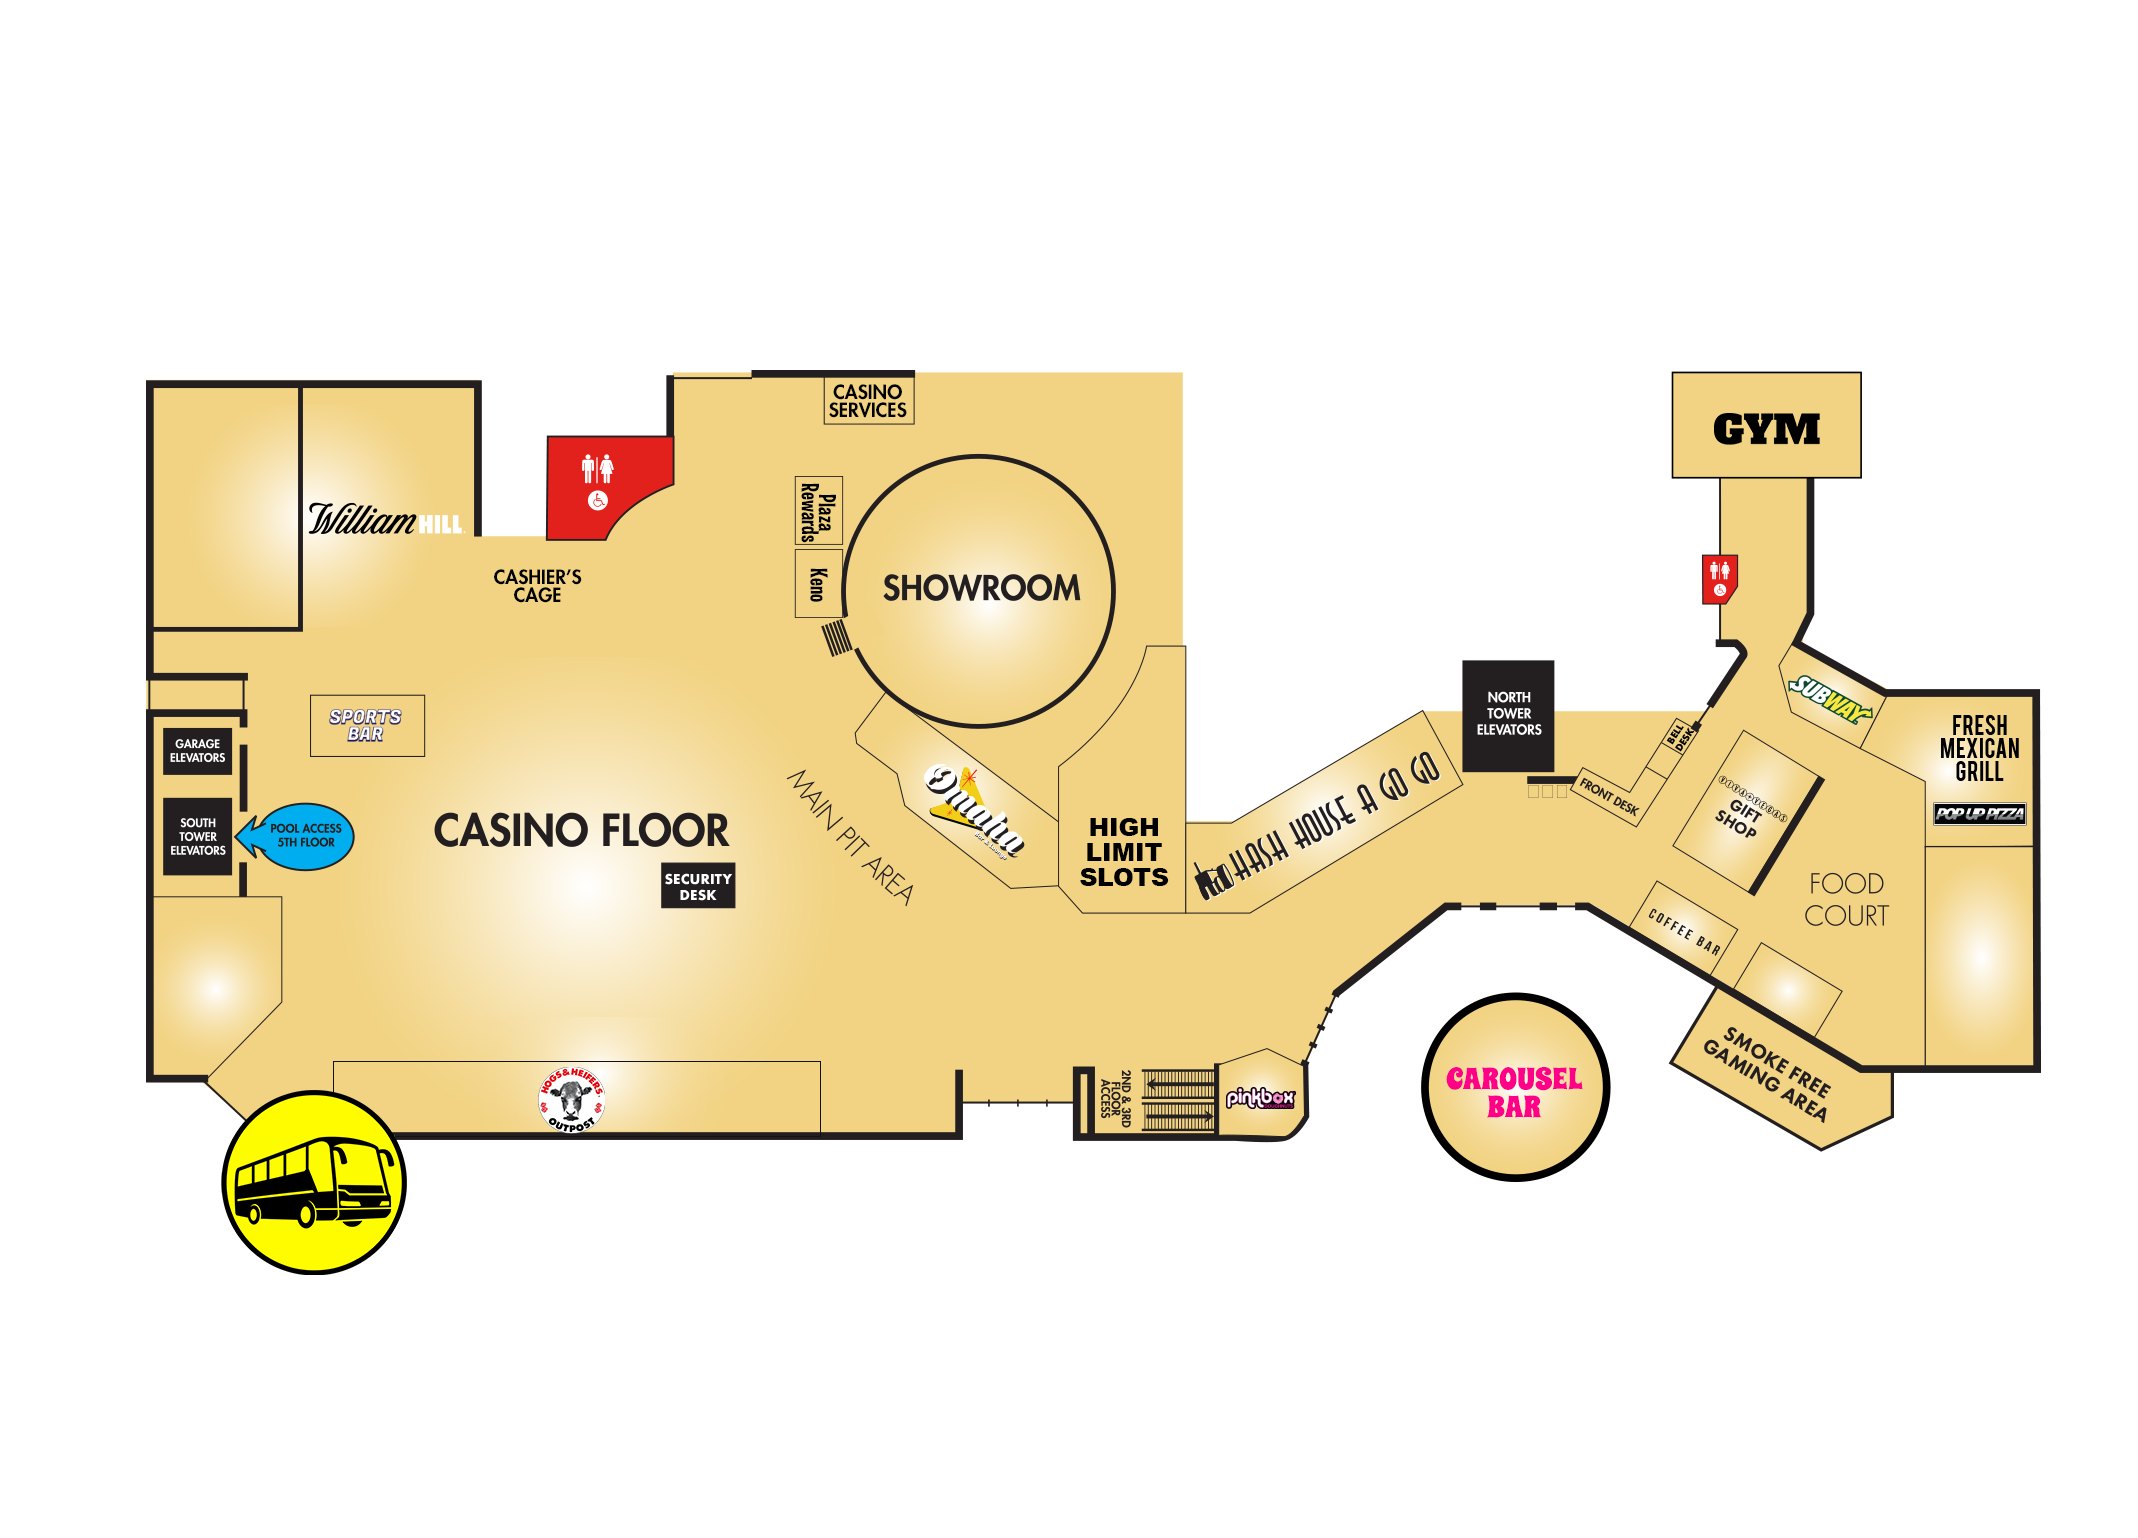 CASINO
SERVICES
GYM
Plaza
Rewards
William HILL
CASHIER'S
CAGE
Keno
SHOWROOM
SPORTS
BAR
GARAGE
ELEVATORS
SOUTH
TOWER
ELEVATORS
POOL ACCESS
5TH FLOOR
CASINO FLOOR
SECURITY
DESK
MAIN PIT AREA
Omaha
HIGH
LIMIT
SLOTS
HASH HOUSE A GO GO
NORTH
TOWER
ELEVATORS
BELL
DESK
FRONT DESK
SUBWAY
FRESH
MEXICAN
GRILL
POP UP PIZZA
GIFT
SHOP
FOOD
COURT
COFFEE BAR
SMOKE FREE
GAMING AREA
CAROUSEL
BAR
HOGS & HEIFERS
OUTPOST
2ND & 3RD
FLOOR
ACCESS
pinkbox